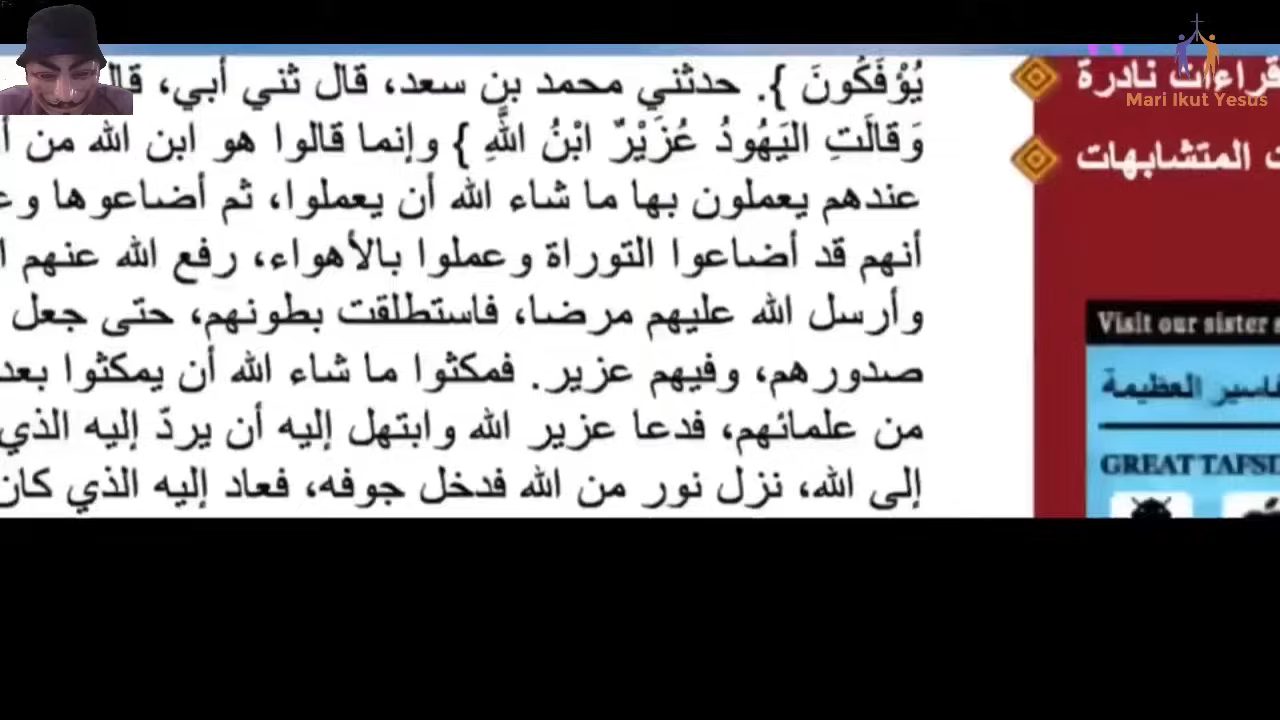 Mari Ikut Yesus
يُؤْفَكُونَ }. حدثني محمد بن سعد، قال ثني أبي،
وَقالَتِ اليَهُودُ عُزَيْرٌ ابْنُ اللَّهِ } وإنما قالوا هو ابن الله من
عندهم يعملون بها ما شاء الله أن يعملوا، ثم أضاعوها
أنهم قد أضاعوا التوراة وعملوا بالأهواء، رفع الله عنهم
وأرسل الله عليهم مرضا، فاستطلقت بطونهم، حتى جعل
صدورهم، وفيهم عزير. فمكثوا ما شاء الله أن يمكثوا بعد
من علمائهم، فدعا عزير الله وابتهل إليه أن يردّ إليه الذي
إلى الله، نزل نور من الله فدخل جوفه، فعاد إليه الذي كان
قراءات نادرة
المتشابهات
Visit our sister
العظيمة
GREAT